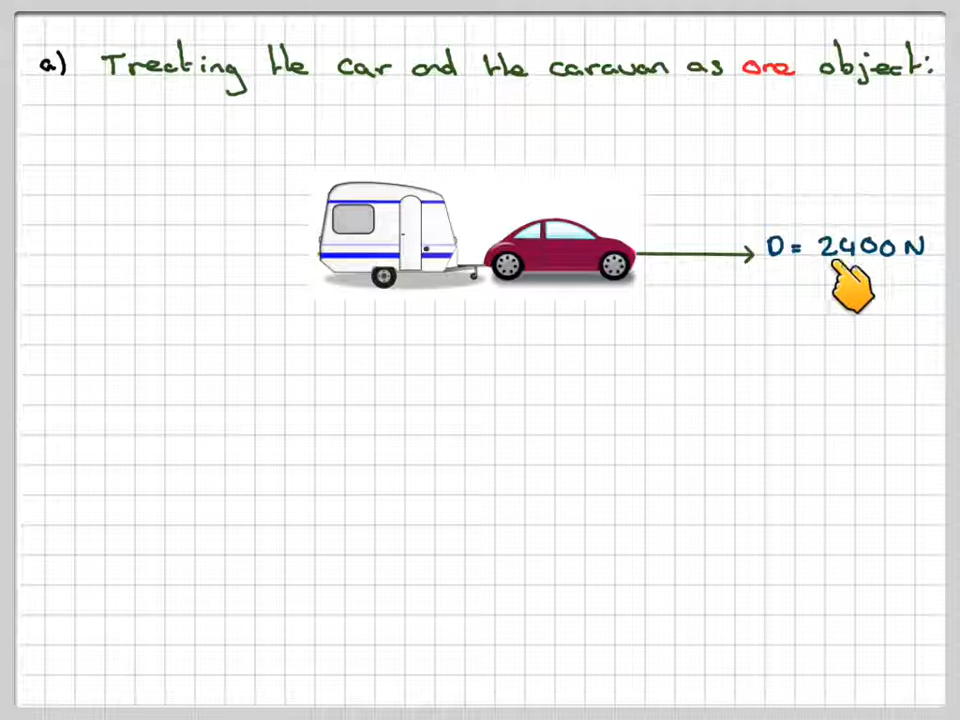 a) Treating the car and the caravan as one object:
D = 2400 N